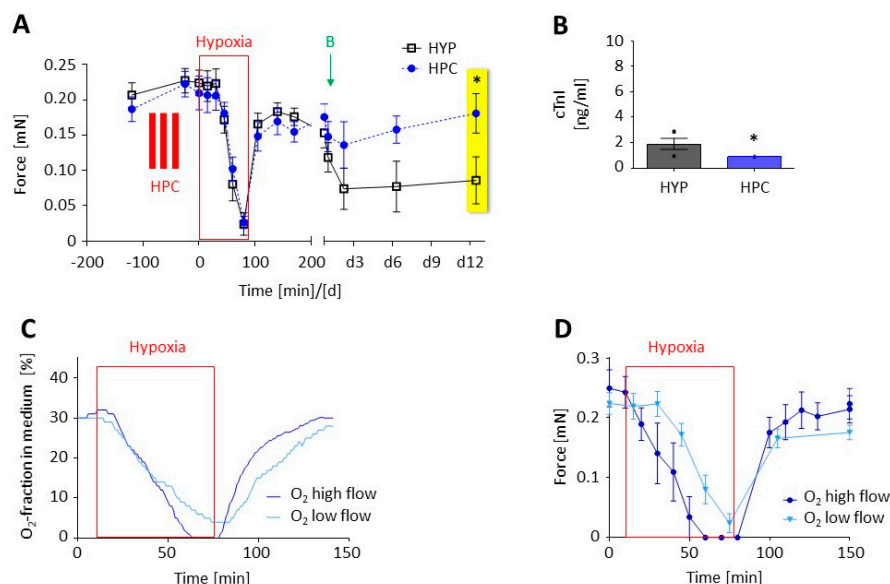 A
Hypoxia
B
HYP
HPC
*
HPC
Force [mN]
0.25
0.20
0.15
0.10
0.05
0
-200 -100 0 100 200 d3 d6 d9 d12
Time [min]/[d]
B
cTnI
[ng/ml]
10
8
6
4
2
0
*
HYP HPC
C
Hypoxia
O2-fraction in medium [%]
40
30
20
10
0
O2 high flow
O2 low flow
0 50 100 150
Time [min]
D
Hypoxia
Force [mN]
0.3
0.2
0.1
0
O2 high flow
O2 low flow
0 50 100 150
Time [min]